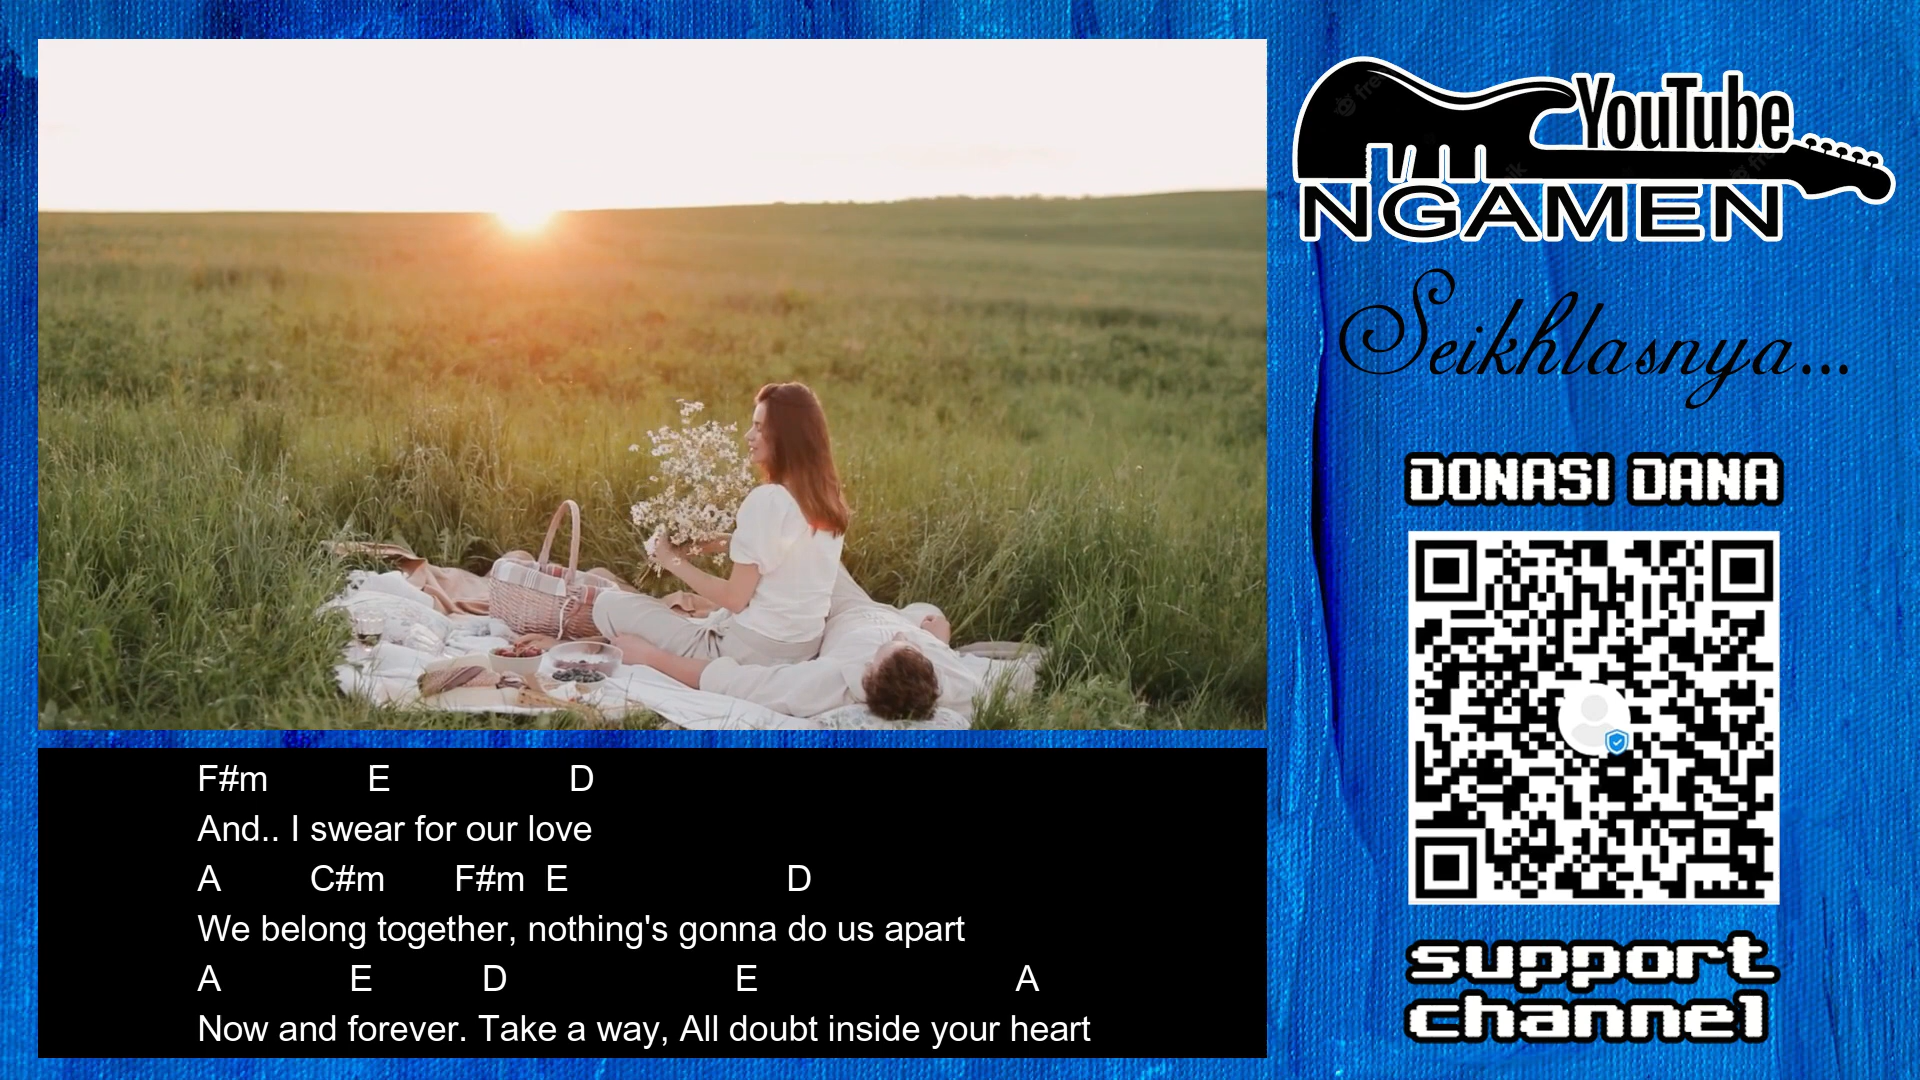 YouTube
NGAMEN
Seikhlasnya...
DONASI DANA
support
channel
F#m E D
And.. I swear for our love
A C#m F#m E D
We belong together, nothing's gonna do us apart
A E D E A
Now and forever. Take a way, All doubt inside your heart